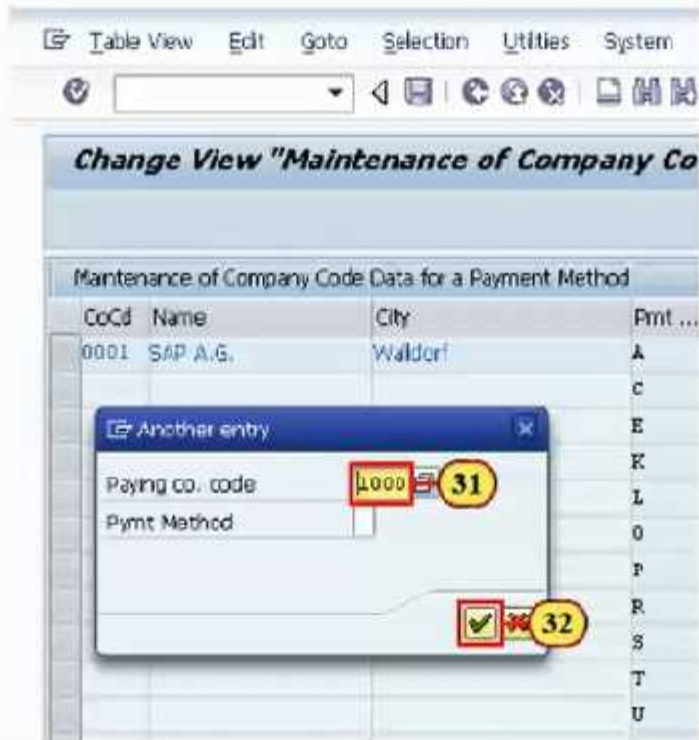 Table View Edit Goto Selection Utilities System
Change View "Maintenance of Company Co
Maintenance of Company Code Data for a Payment Method
CoCd Name City Pmt ...
0001 SAP A.G. Walldorf A
C
E
K
L
O
P
R
S
T
U
Another entry
Paying co. code 1000 31
Pymt Method
32